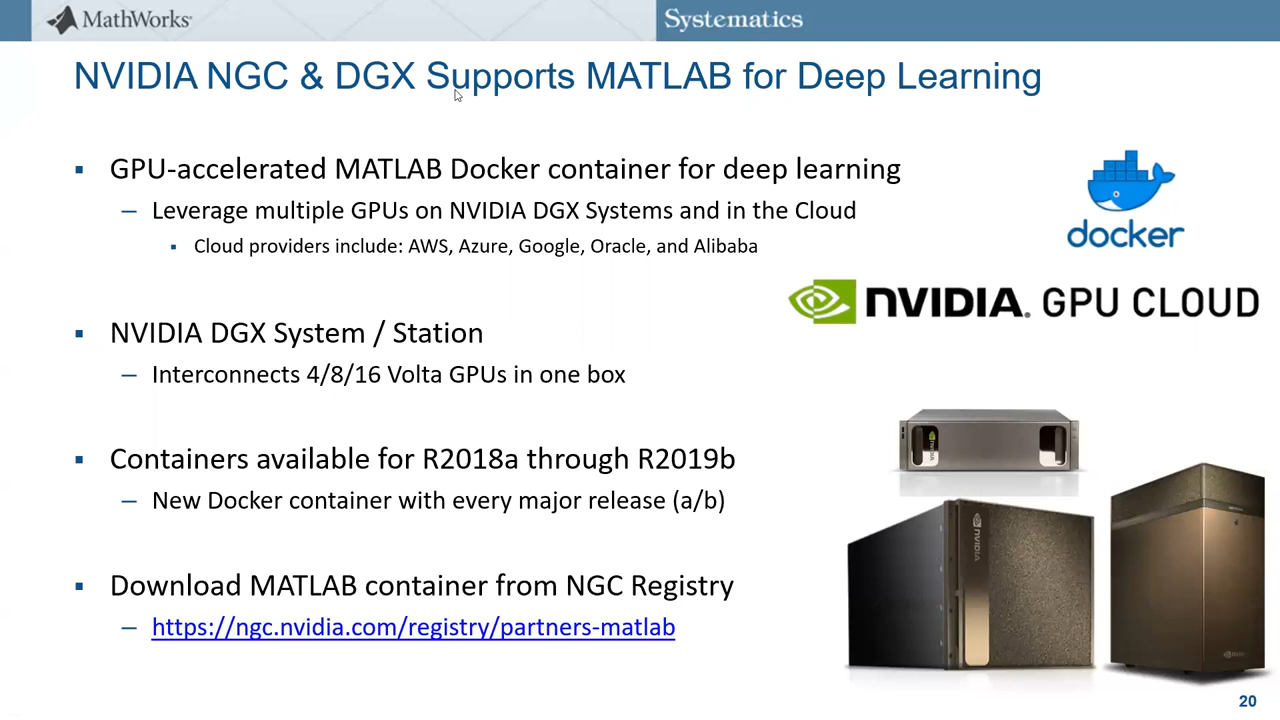 MathWorks
Systematics
NVIDIA NGC & DGX Supports MATLAB for Deep Learning
GPU-accelerated MATLAB Docker container for deep learning
Leverage multiple GPUs on NVIDIA DGX Systems and in the Cloud
Cloud providers include: AWS, Azure, Google, Oracle, and Alibaba
docker
NVIDIA. GPU CLOUD
NVIDIA DGX System / Station
Interconnects 4/8/16 Volta GPUs in one box
Containers available for R2018a through R2019b
New Docker container with every major release (a/b)
Download MATLAB container from NGC Registry
https://ngc.nvidia.com/registry/partners-matlab
NVIDIA
NVIDIA
NVIDIA
20